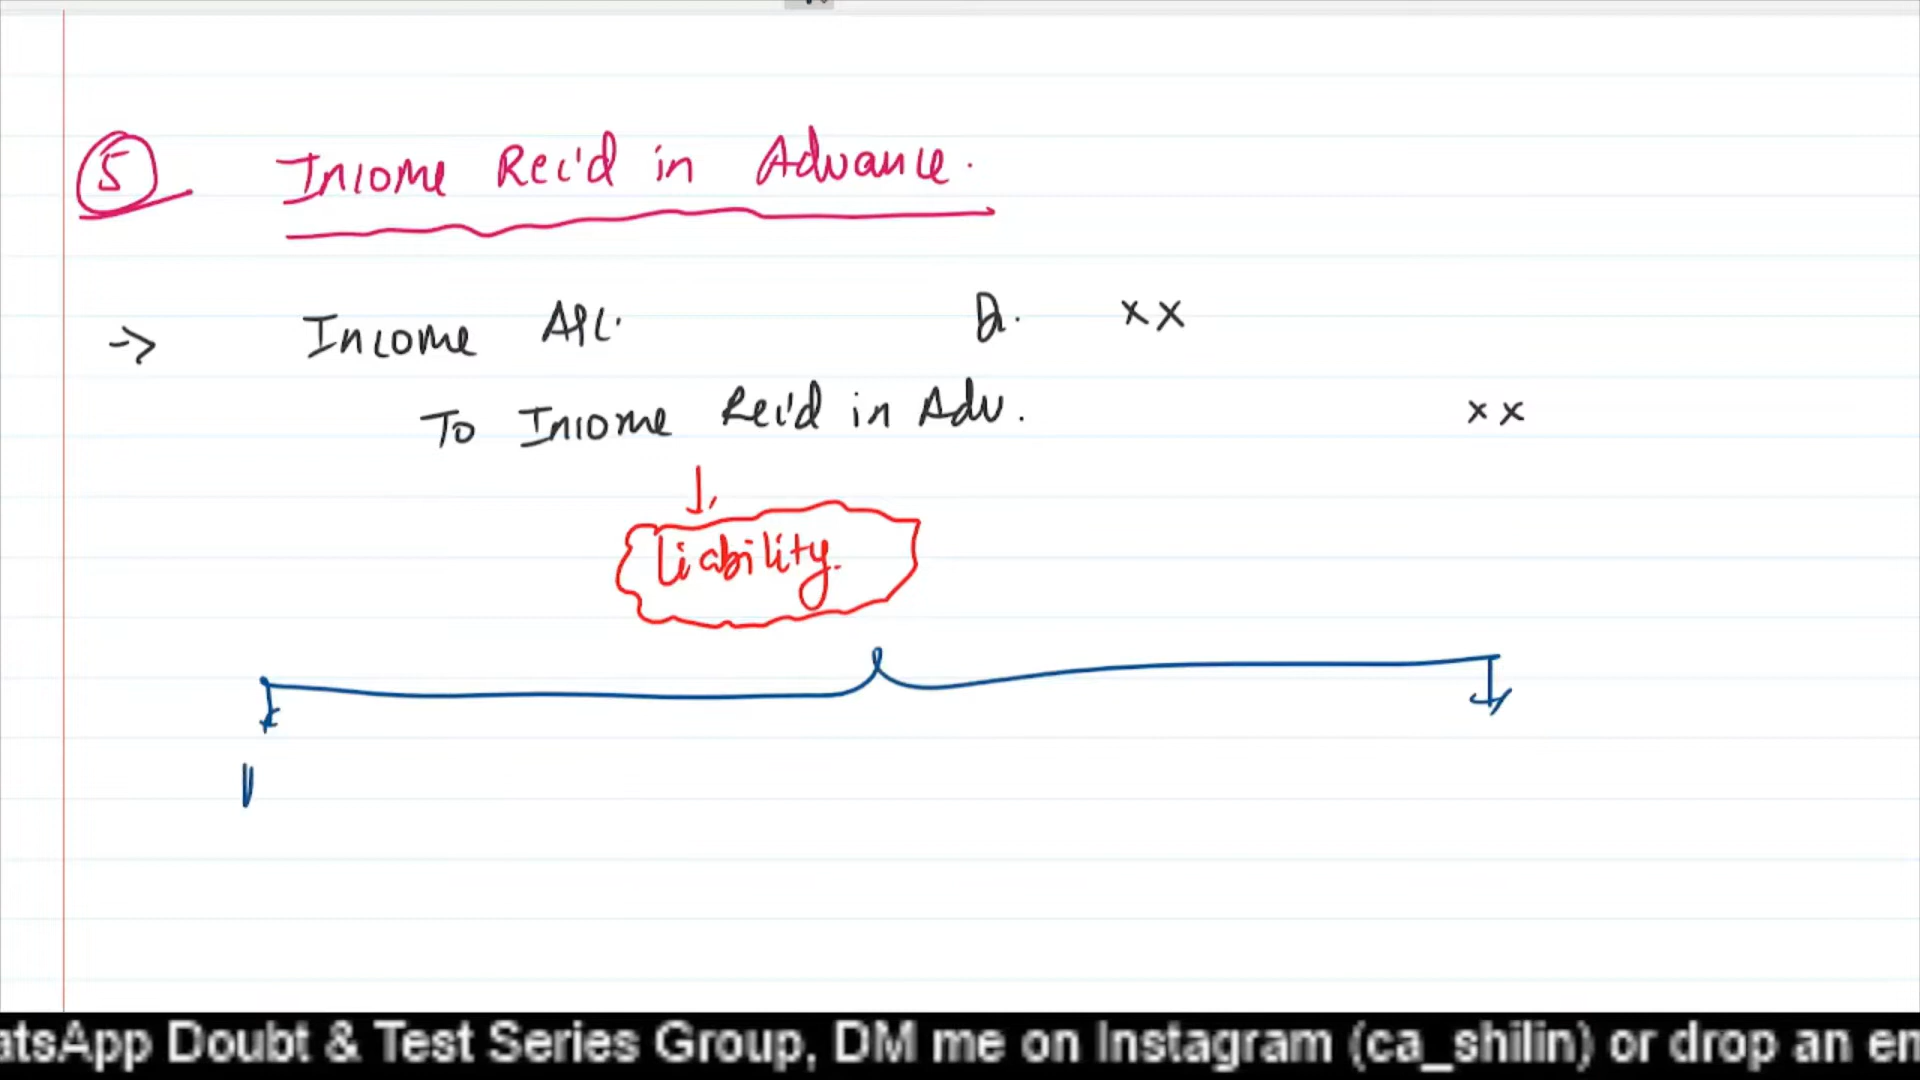 5 Income Rec'd in Advance.
→ Income A/c. Dr. xx
To Income Rec'd in Adv. xx
liability.
atsApp Doubt & Test Series Group, DM me on Instagram (ca_shilin) or drop an em